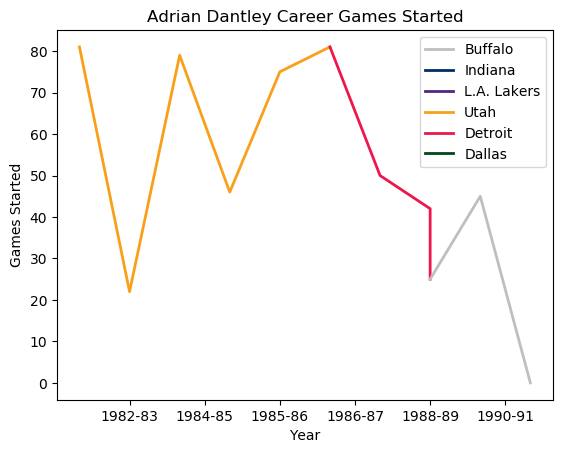 Adrian Dantley Career Games Started
80
70
60
50
40
30
20
10
0
Games Started
Buffalo
Indiana
L.A. Lakers
Utah
Detroit
Dallas
1982-83 1984-85 1985-86 1986-87 1988-89 1990-91
Year